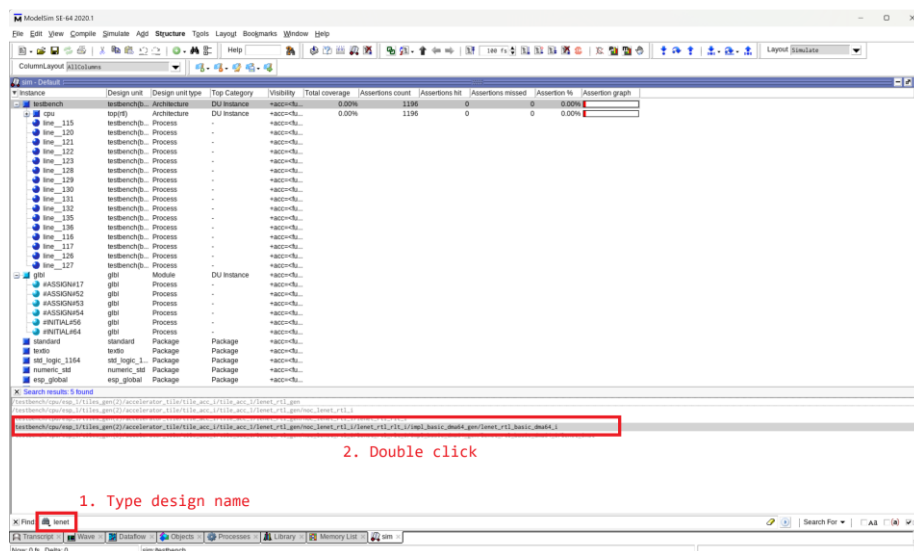 ModelSim SE-64 2020.1
File Edit View Compile Simulate Add Structure Tools Layout Bookmarks Window Help
Help 100 fs Layout Simulate
ColumnLayout AllColumns
sim - Default
Instance Design unit Design unit type Top Category Visibility Total coverage Assertions count Assertions hit Assertions missed Assertion % Assertion graph
testbench testbench(b... Architecture DU Instance +acc=<fu... 0.00% 1196 0 0 0.00%
cpu top(rtl) Architecture DU Instance +acc=<fu... 0.00% 1196 0 0 0.00%
line__115 testbench(b... Process - +acc=<fu...
line__120 testbench(b... Process - +acc=<fu...
line__121 testbench(b... Process - +acc=<fu...
line__122 testbench(b... Process - +acc=<fu...
line__123 testbench(b... Process - +acc=<fu...
line__128 testbench(b... Process - +acc=<fu...
line__129 testbench(b... Process - +acc=<fu...
line__130 testbench(b... Process - +acc=<fu...
line__131 testbench(b... Process - +acc=<fu...
line__132 testbench(b... Process - +acc=<fu...
line__135 testbench(b... Process - +acc=<fu...
line__136 testbench(b... Process - +acc=<fu...
line__116 testbench(b... Process - +acc=<fu...
line__117 testbench(b... Process - +acc=<fu...
line__126 testbench(b... Process - +acc=<fu...
line__127 testbench(b... Process - +acc=<fu...
glbl glbl Module DU Instance +acc=<fu...
#ASSIGN#17 glbl Process - +acc=<fu...
#ASSIGN#52 glbl Process - +acc=<fu...
#ASSIGN#53 glbl Process - +acc=<fu...
#ASSIGN#54 glbl Process - +acc=<fu...
#INITIAL#56 glbl Process - +acc=<fu...
#INITIAL#64 glbl Process - +acc=<fu...
standard standard Package Package +acc=<fu...
textio textio Package Package +acc=<fu...
std_logic_1164 std_logic_1... Package Package +acc=<fu...
numeric_std numeric_std Package Package +acc=<fu...
esp_global esp_global Package Package +acc=<fu...
Search results: 5 found
/testbench/cpu/esp_1/tiles_gen(2)/accelerator_tile/tile_acc_i/tile_acc_1/lenet_rtl_gen
/testbench/cpu/esp_1/tiles_gen(2)/accelerator_tile/tile_acc_i/tile_acc_1/lenet_rtl_gen/noc_lenet_rtl_i
testbench/cpu/esp_1/tiles_gen(2)/accelerator_tile/tile_acc_i/tile_acc_1/lenet_rtl_gen/noc_lenet_rtl_i/lenet_rtl_rlt_i/impl_basic_dma64_gen/lenet_rtl_basic_dma64_i
2. Double click
1. Type design name
Find: lenet Search For All (a)
Transcript Wave Dataflow Objects Processes Library Memory List sim
Now: 0 fs Delta: 0 sim:/testbench